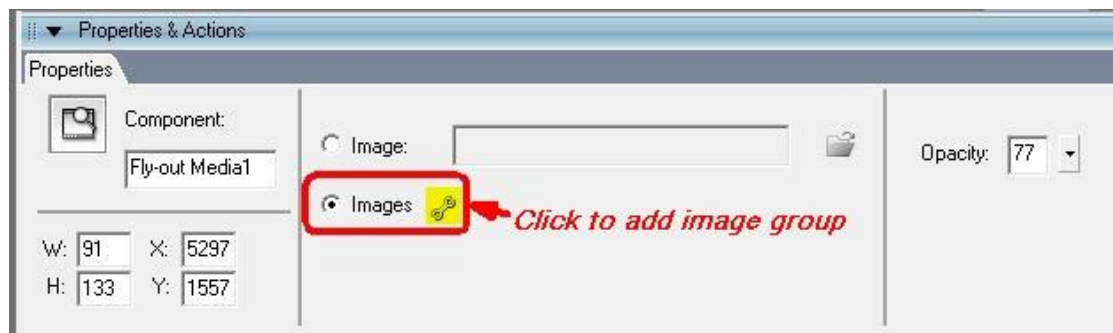 Properties & Actions
Properties
Component:
Fly-out Media1
W: 91 X: 5297
H: 133 Y: 1557
Image:
Images
Click to add image group
Opacity: 77